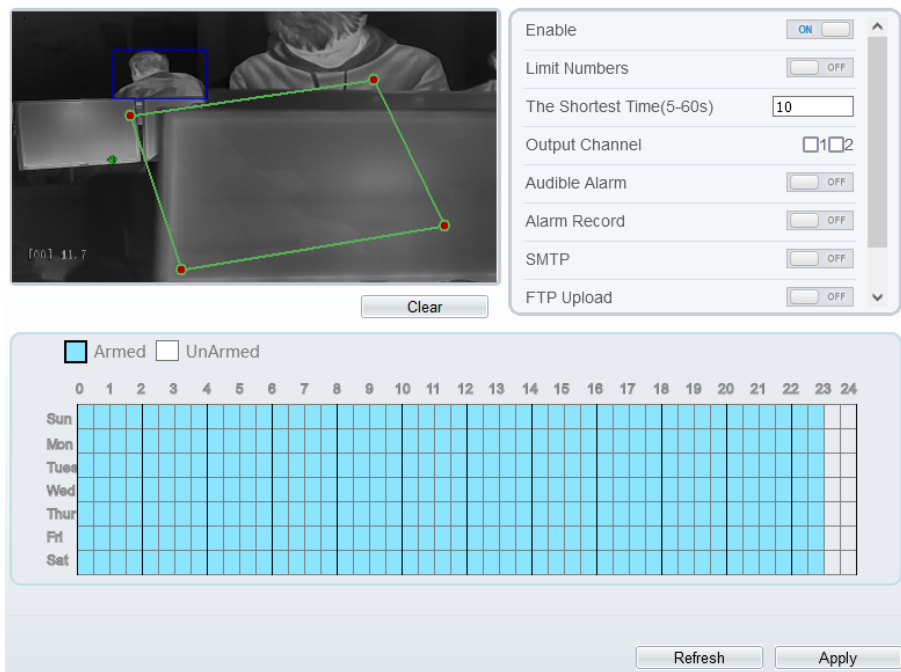 [00] 41.7
Clear
Enable ON
Limit Numbers OFF
The Shortest Time(5-60s) 10
Output Channel 1 2
Audible Alarm OFF
Alarm Record OFF
SMTP OFF
FTP Upload OFF
Armed UnArmed
0 1 2 3 4 5 6 7 8 9 10 11 12 13 14 15 16 17 18 19 20 21 22 23 24
Sun
Mon
Tues
Wed
Thur
Fri
Sat
Refresh Apply